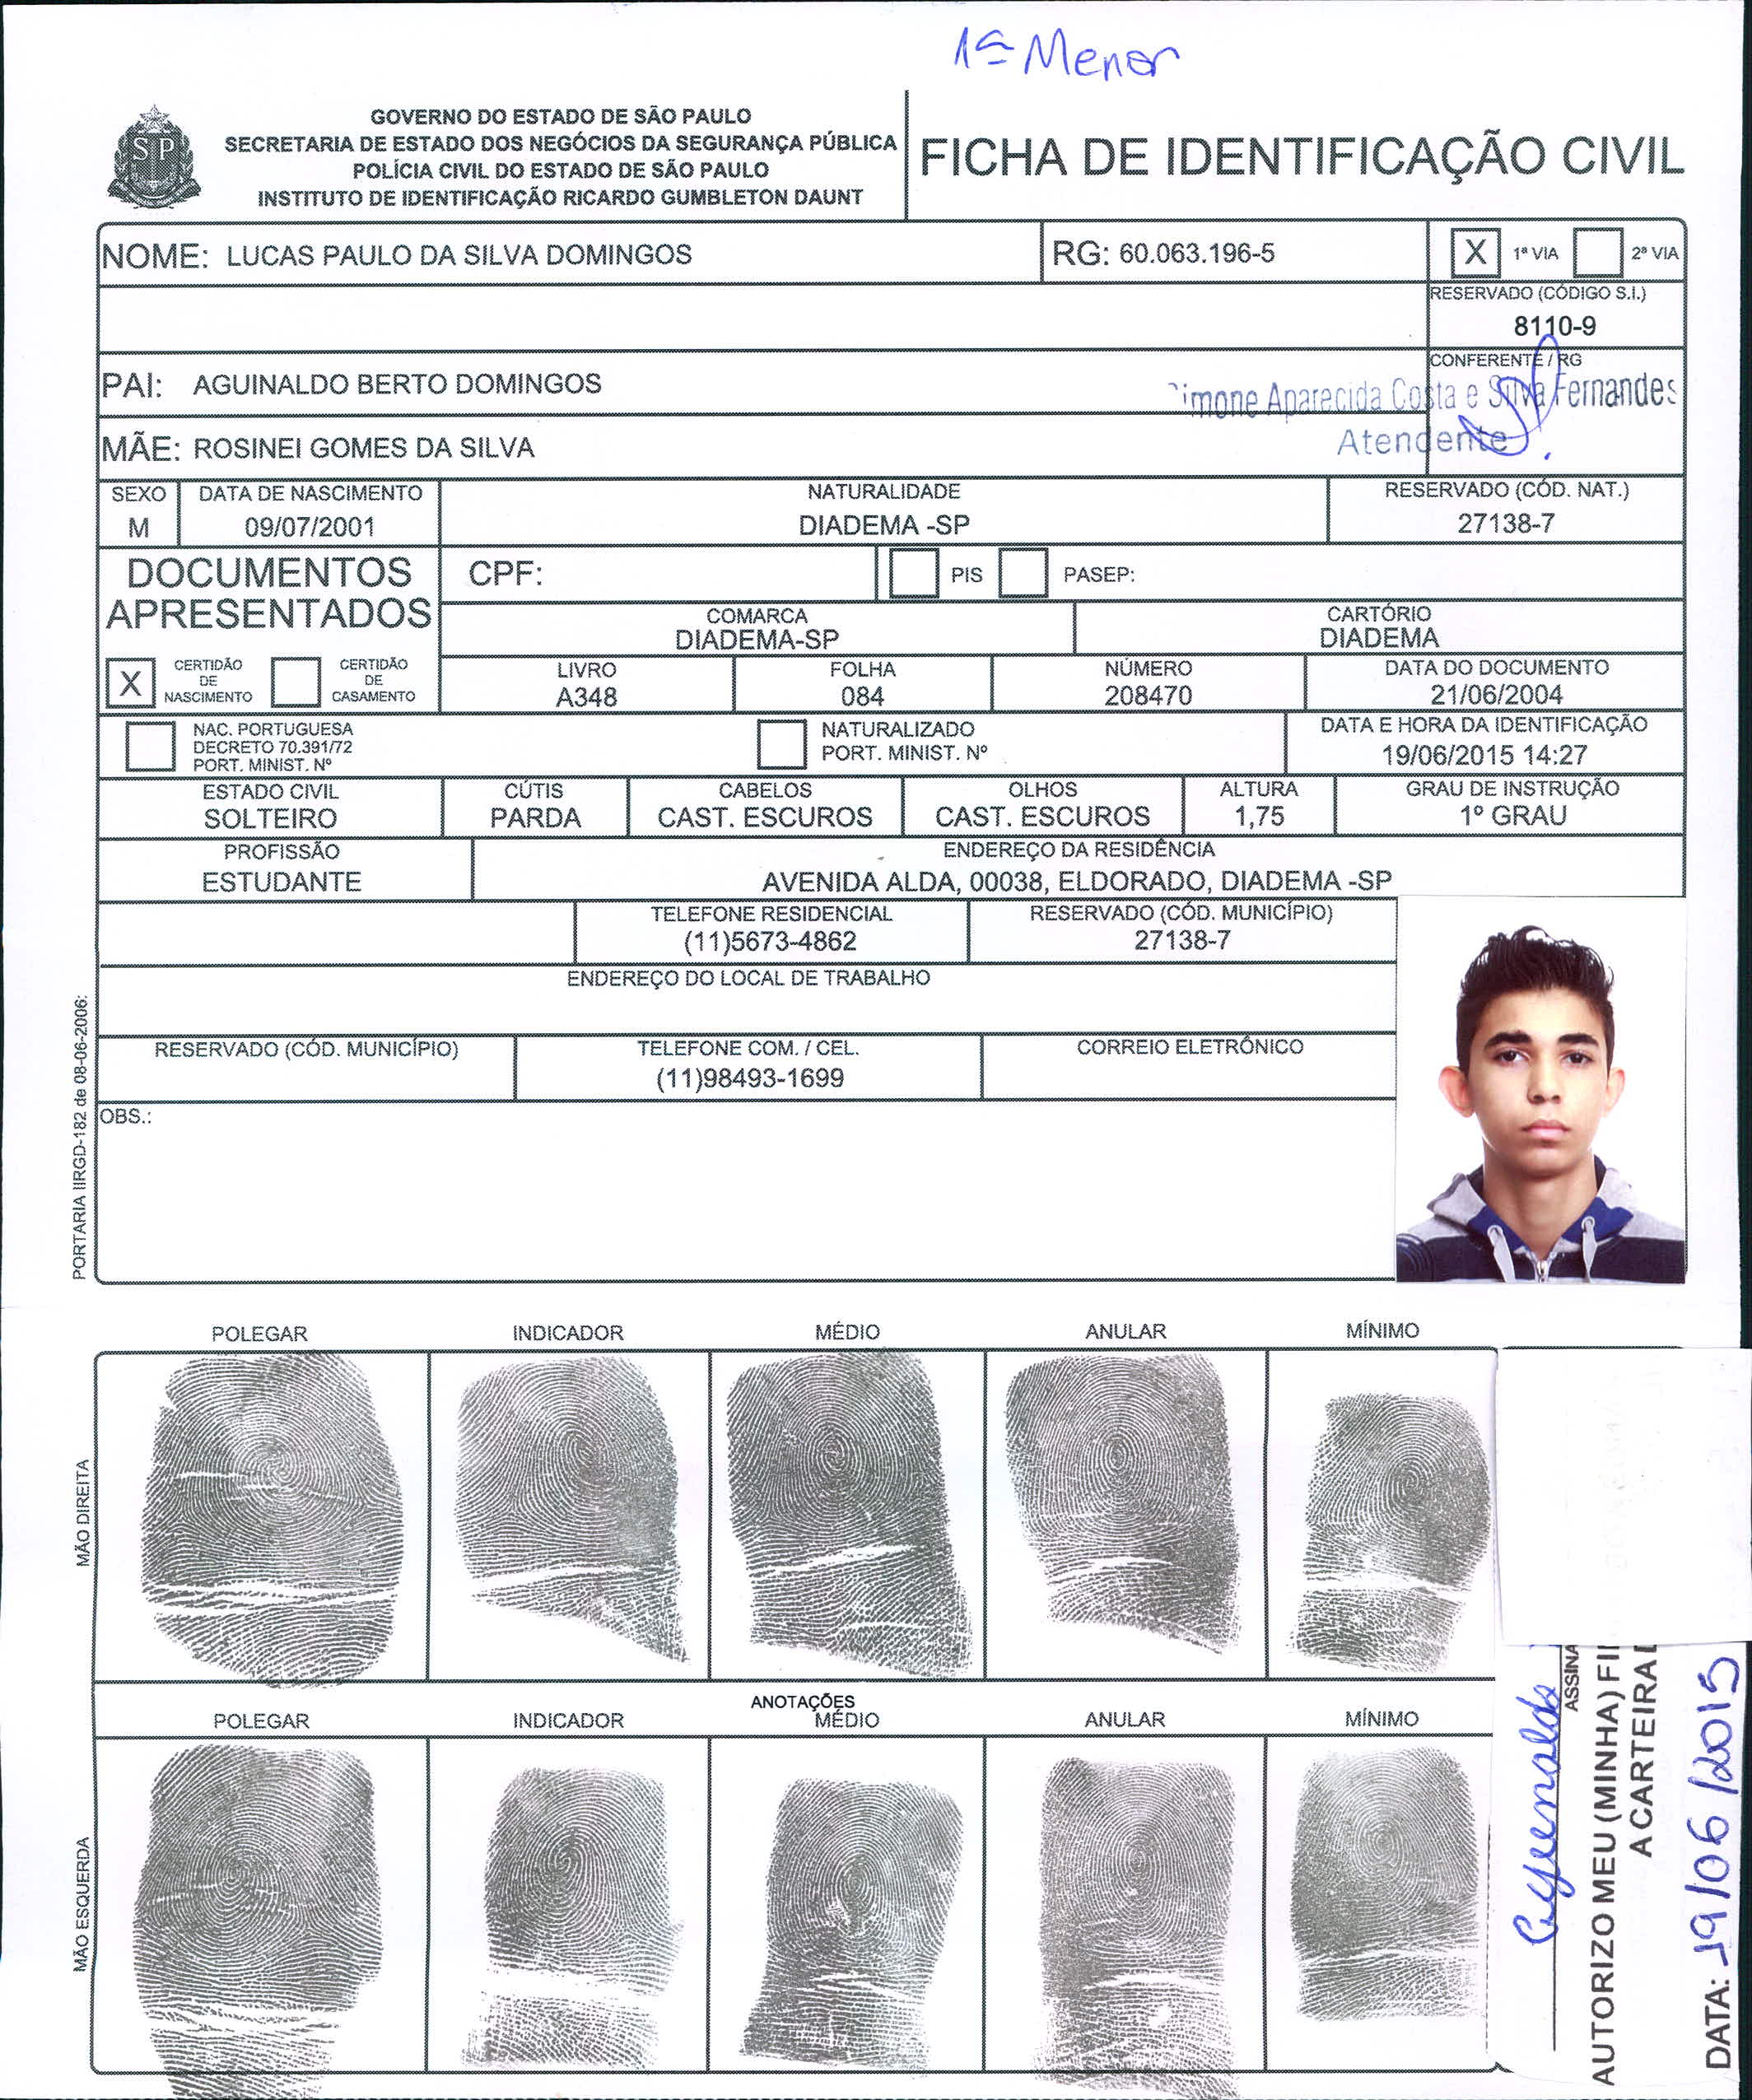 1ª Menor
GOVERNO DO ESTADO DE SÃO PAULO
SECRETARIA DE ESTADO DOS NEGÓCIOS DA SEGURANÇA PÚBLICA
POLÍCIA CIVIL DO ESTADO DE SÃO PAULO
INSTITUTO DE IDENTIFICAÇÃO RICARDO GUMBLETON DAUNT
SP
FICHA DE IDENTIFICAÇÃO CIVIL
NOME: LUCAS PAULO DA SILVA DOMINGOS
RG: 60.063.196-5
X 1ª VIA 2ª VIA
RESERVADO (CÓDIGO S.I.)
8110-9
PAI: AGUINALDO BERTO DOMINGOS
CONFERENTE / RG
Simone Aparecida Costa e Silva Fernandes
Atendente
MÃE: ROSINEI GOMES DA SILVA
SEXO
M
DATA DE NASCIMENTO
09/07/2001
NATURALIDADE
DIADEMA -SP
RESERVADO (CÓD. NAT.)
27138-7
DOCUMENTOS
APRESENTADOS
CPF:
PIS
PASEP:
COMARCA
DIADEMA-SP
CARTÓRIO
DIADEMA
X CERTIDÃO
DE
NASCIMENTO
CERTIDÃO
DE
CASAMENTO
LIVRO
A348
FOLHA
084
NÚMERO
208470
DATA DO DOCUMENTO
21/06/2004
NAC. PORTUGUESA
DECRETO 70.391/72
PORT. MINIST. Nº
NATURALIZADO
PORT. MINIST. Nº
DATA E HORA DA IDENTIFICAÇÃO
19/06/2015 14:27
ESTADO CIVIL
SOLTEIRO
CÚTIS
PARDA
CABELOS
CAST. ESCUROS
OLHOS
CAST. ESCUROS
ALTURA
1,75
GRAU DE INSTRUÇÃO
1º GRAU
PROFISSÃO
ESTUDANTE
ENDEREÇO DA RESIDÊNCIA
AVENIDA ALDA, 00038, ELDORADO, DIADEMA -SP
TELEFONE RESIDENCIAL
(11)5673-4862
RESERVADO (CÓD. MUNICÍPIO)
27138-7
ENDEREÇO DO LOCAL DE TRABALHO
RESERVADO (CÓD. MUNICÍPIO)
TELEFONE COM. / CEL.
(11)98493-1699
CORREIO ELETRÔNICO
OBS.:
PORTARIA IIRGD-182 de 08-06-2006:
POLEGAR INDICADOR MÉDIO ANULAR MÍNIMO
MÃO DIREITA
ANOTAÇÕES
POLEGAR INDICADOR MÉDIO ANULAR MÍNIMO
MÃO ESQUERDA
ASSINA
AUTORIZO MEU (MINHA) FI
A CARTEIRA
DATA: 19/06/2015